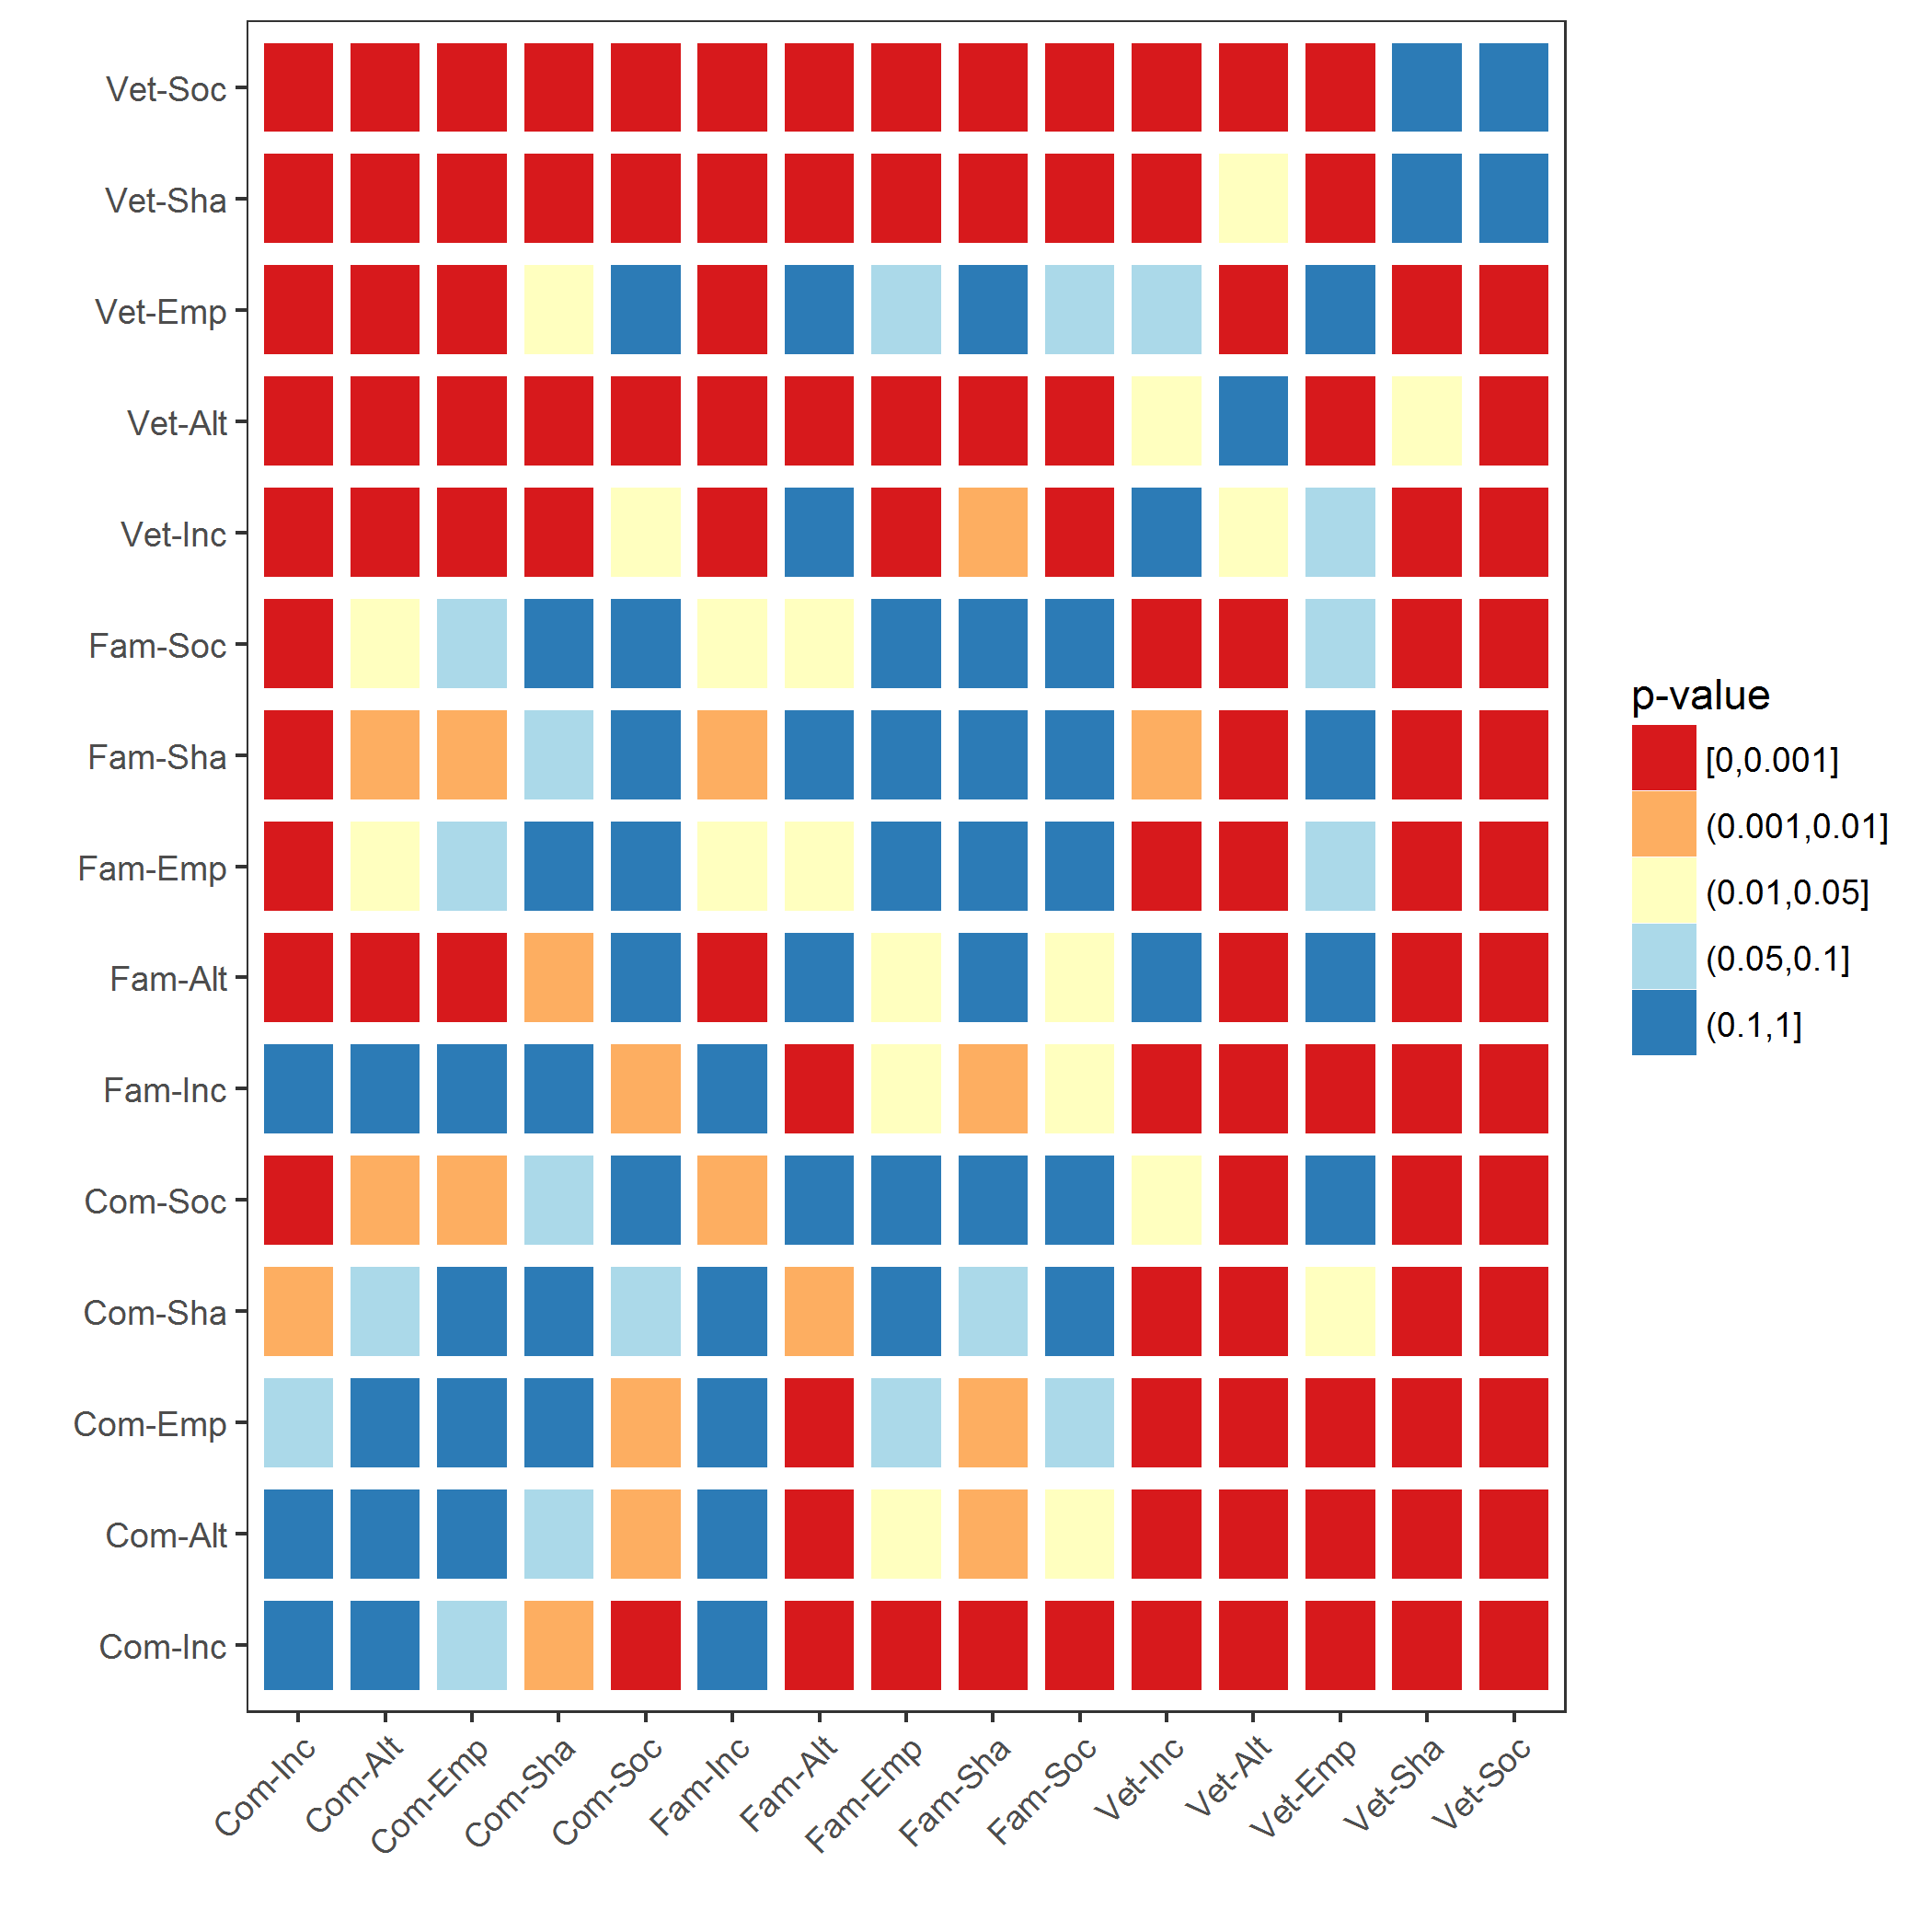 Vet-Soc
Vet-Sha
Vet-Emp
Vet-Alt
Vet-Inc
Fam-Soc
Fam-Sha
Fam-Emp
Fam-Alt
Fam-Inc
Com-Soc
Com-Sha
Com-Emp
Com-Alt
Com-Inc
Com-Inc
Com-Alt
Com-Emp
Com-Sha
Com-Soc
Fam-Inc
Fam-Alt
Fam-Emp
Fam-Sha
Fam-Soc
Vet-Inc
Vet-Alt
Vet-Emp
Vet-Sha
Vet-Soc
p-value
[0,0.001]
(0.001,0.01]
(0.01,0.05]
(0.05,0.1]
(0.1,1]